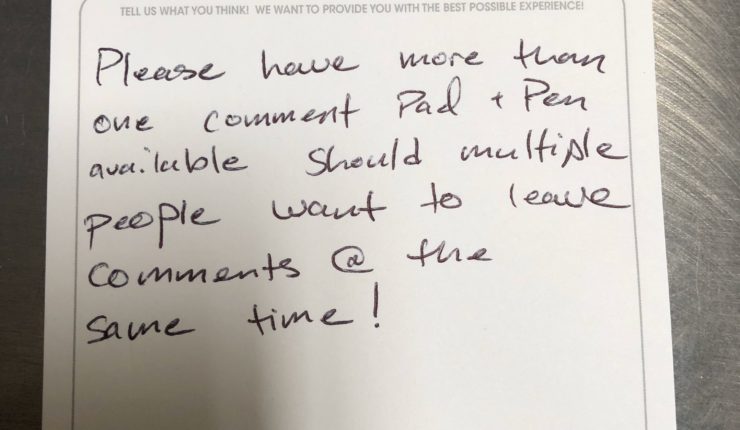 TELL US WHAT YOU THINK! WE WANT TO PROVIDE YOU WITH THE BEST POSSIBLE EXPERIENCE!
Please have more than
one comment Pad + Pen
available should multiple
people want to leave
comments @ the
same time!